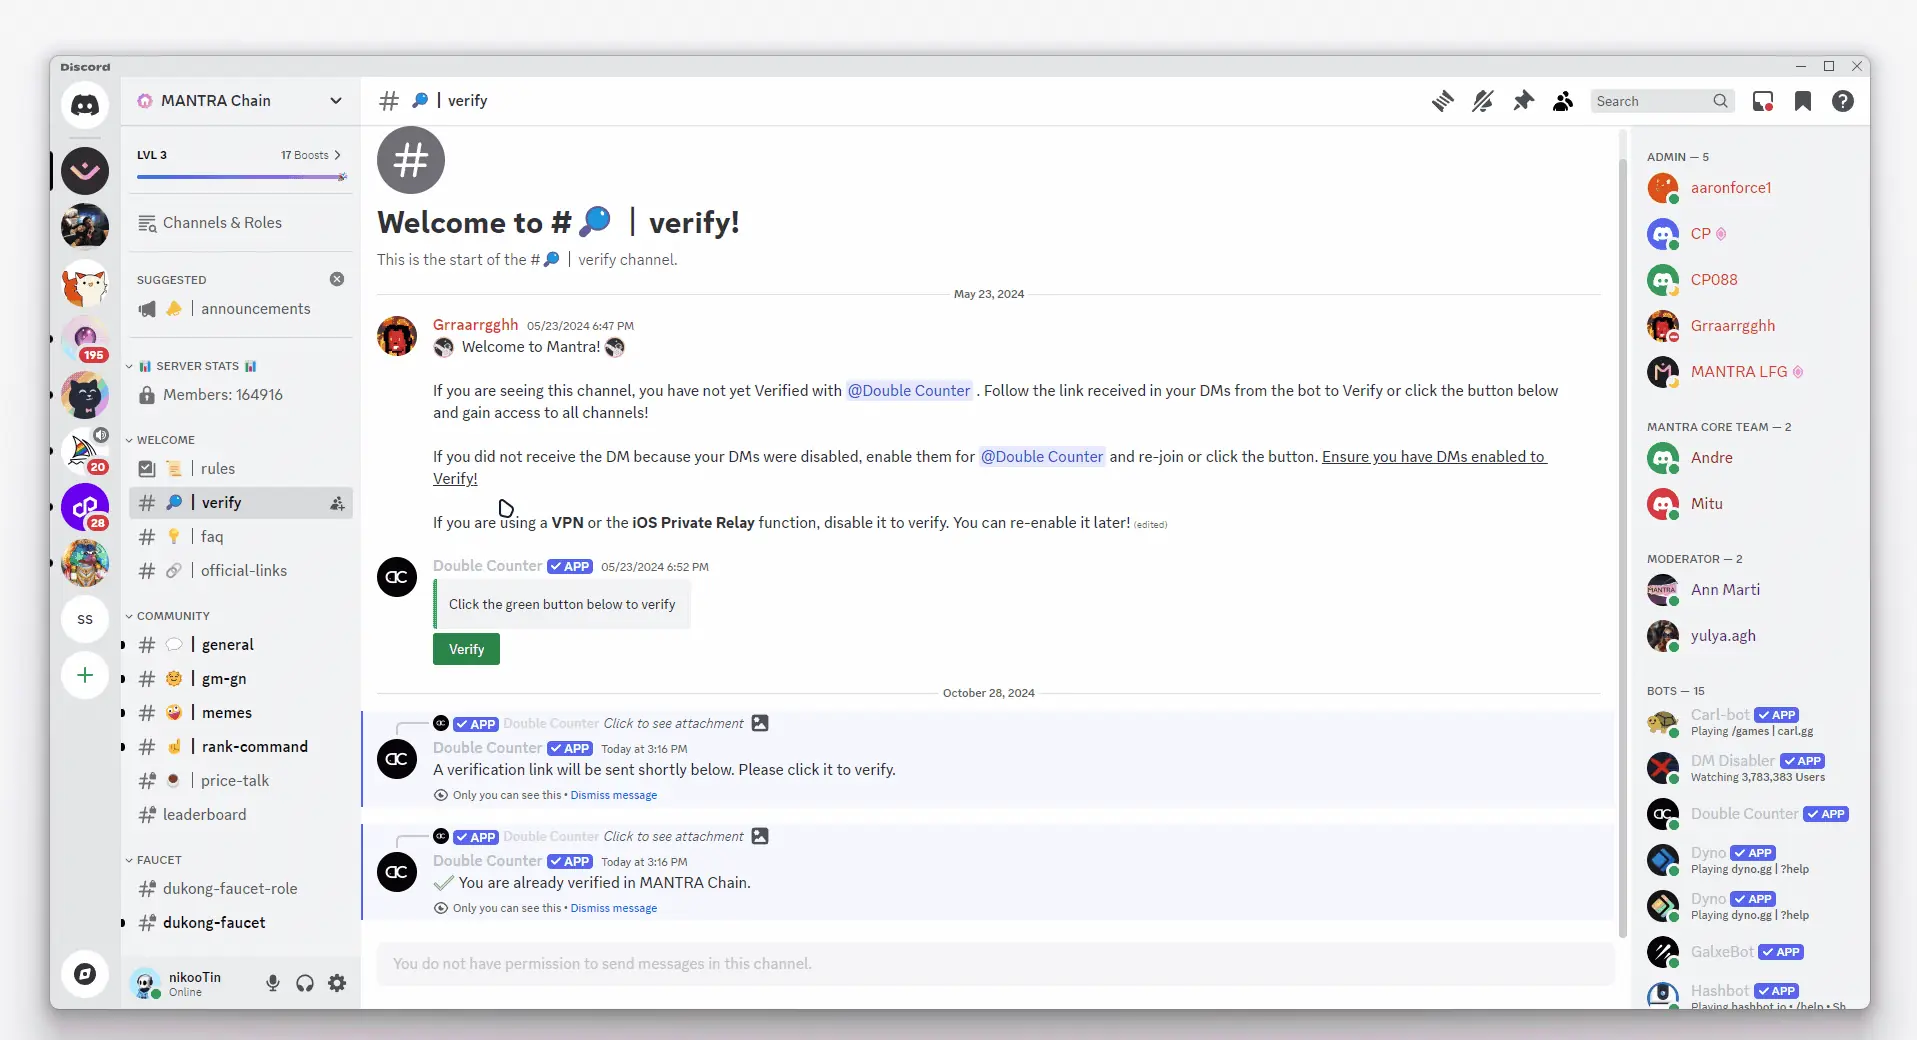 Discord
MANTRA Chain
verify
Search
LVL 3
17 Boosts
Channels & Roles
SUGGESTED
announcements
SERVER STATS
Members: 164916
WELCOME
rules
verify
faq
official-links
COMMUNITY
general
gm-gn
memes
rank-command
price-talk
leaderboard
FAUCET
dukong-faucet-role
dukong-faucet
195
20
28
SS
nikooTin
Online
Welcome to # | verify!
This is the start of the # | verify channel.
May 23, 2024
Grraarrgghh 05/23/2024 6:47 PM
Welcome to Mantra!
If you are seeing this channel, you have not yet Verified with @Double Counter . Follow the link received in your DMs from the bot to Verify or click the button below
and gain access to all channels!
If you did not receive the DM because your DMs were disabled, enable them for @Double Counter and re-join or click the button. Ensure you have DMs enabled to
Verify!
If you are using a VPN or the iOS Private Relay function, disable it to verify. You can re-enable it later! (edited)
Double Counter APP 05/23/2024 6:52 PM
Click the green button below to verify
Verify
October 28, 2024
APP Double Counter Click to see attachment
Double Counter APP Today at 3:16 PM
A verification link will be sent shortly below. Please click it to verify.
Only you can see this • Dismiss message
APP Double Counter Click to see attachment
Double Counter APP Today at 3:16 PM
You are already verified in MANTRA Chain.
Only you can see this • Dismiss message
You do not have permission to send messages in this channel.
ADMIN — 5
aaronforce1
CP
CP088
Grraarrgghh
MANTRA LFG
MANTRA CORE TEAM — 2
Andre
Mitu
MODERATOR — 2
MANTRA
Ann Marti
yulya.agh
BOTS — 15
Carl-bot APP
Playing /games | carl.gg
DM Disabler APP
Watching 3,783,383 Users
Double Counter APP
Dyno APP
Playing dyno.gg | ?help
Dyno APP
Playing dyno.gg | ?help
GalxeBot APP
Hashbot APP
Playing hashbot.io • /help • Sh